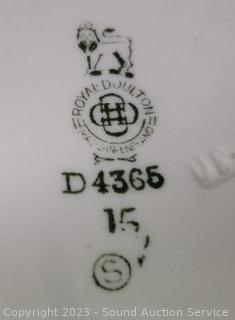 ROYAL DOULTON
MADE IN ENGLAND
D4365
15
S
Copyright 2023 - Sound Auction Service